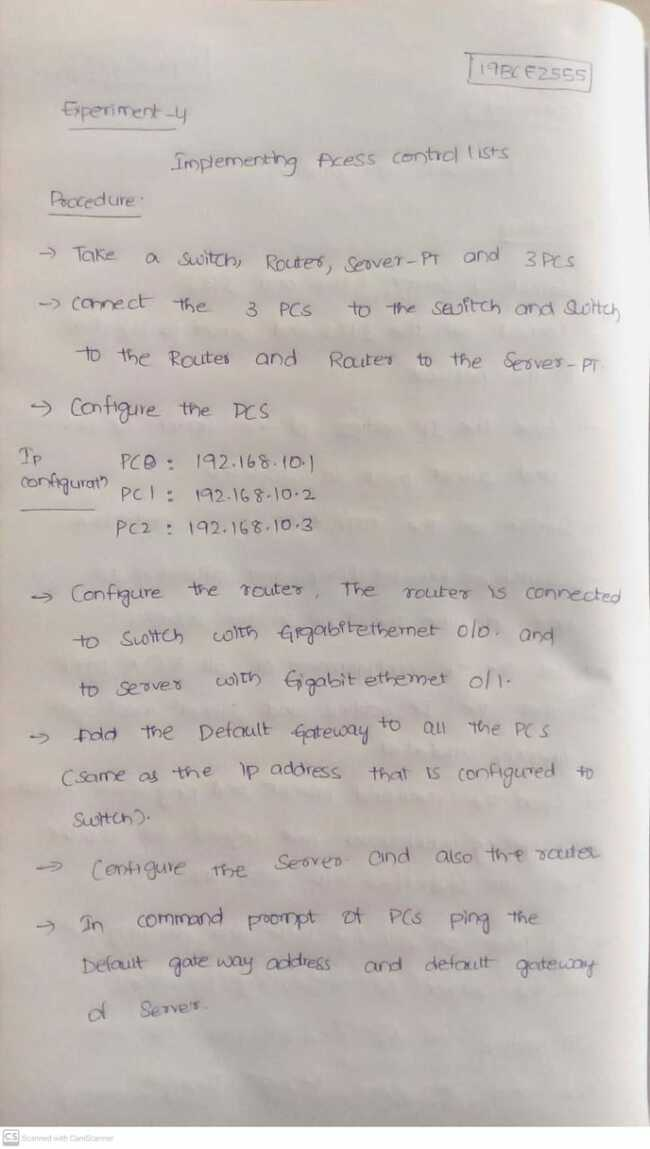 19BCE2555
Experiment-4
Implementing Acess control lists
Procedure:
→ Take a switch, Router, Server-PT and 3 PCs
→ connect the 3 PCs to the switch and switch
to the Router and Router to the Server-PT.
→ Configure the PCS
Ip
configuratn
PC0 : 192.168.10.1
PC1 : 192.168.10.2
PC2 : 192.168.10.3
→ Configure the router. The router is connected
to switch with Gigabitethernet 0/0. and
to server with Gigabit ethernet 0/1.
→ Add the Default Gateway to all the PCs
(same as the Ip address that is configured to
switch).
→ Configure the Server and also the router
→ In command prompt of PCs ping the
Default gate way address and default gateway
of Server.
CS Scanned with CamScanner